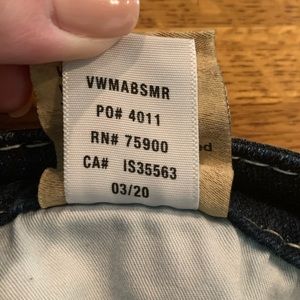 VWMABSMR
PO# 4011
RN# 75900
CA# IS35563
03/20